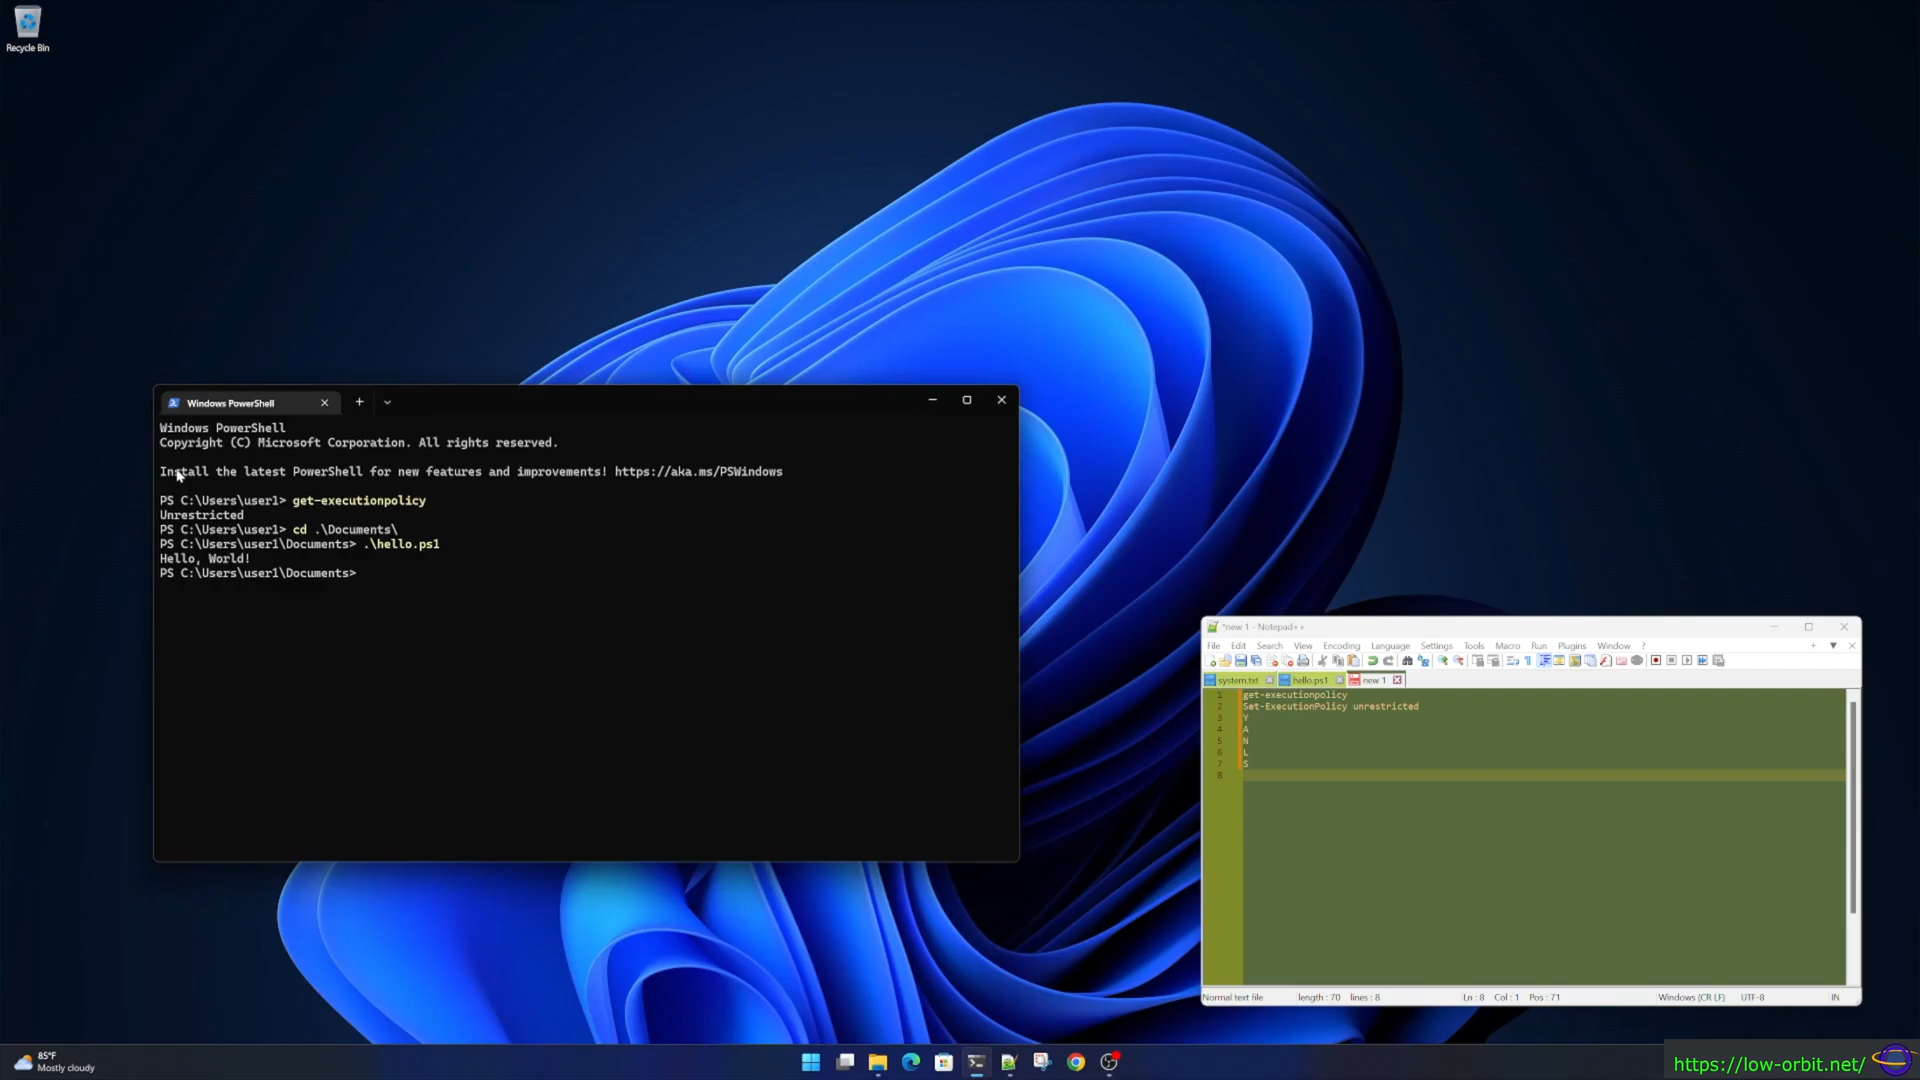 Recycle Bin
Windows PowerShell
Windows PowerShell
Copyright (C) Microsoft Corporation. All rights reserved.
Install the latest PowerShell for new features and improvements! https://aka.ms/PSWindows
PS C:\Users\user1> get-executionpolicy
Unrestricted
PS C:\Users\user1> cd .\Documents\
PS C:\Users\user1\Documents> .\hello.ps1
Hello, World!
PS C:\Users\user1\Documents>
*new 1 - Notepad++
File Edit Search View Encoding Language Settings Tools Macro Run Plugins Window ?
system.txt hello.ps1 new 1
1 get-executionpolicy
2 Set-ExecutionPolicy unrestricted
3 Y
4 A
5 N
6 L
7 S
8
Normal text file length : 70 lines : 8 Ln : 8 Col : 1 Pos : 71 Windows (CR LF) UTF-8 IN
85°F
Mostly cloudy
https://low-orbit.net/